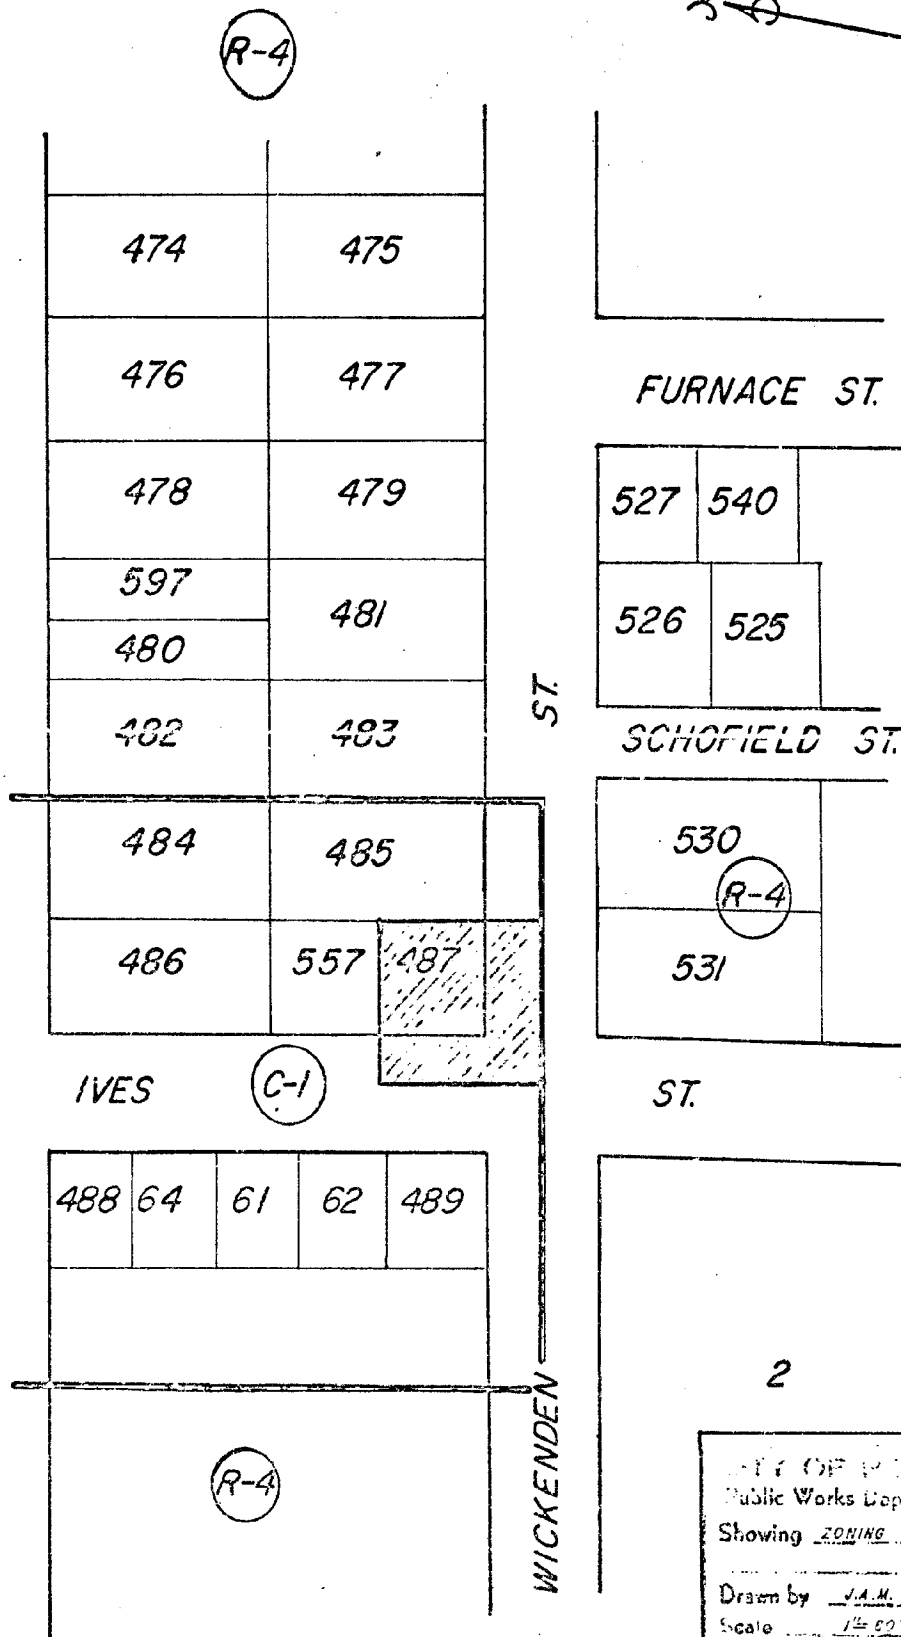 R-4
474 475
476 477
FURNACE ST.
478 479
527 540
597
481
480
526 525
ST.
482 483
SCHOFIELD ST.
484 485
530
R-4
486 557 487
531
IVES C-1 ST.
488 64 61 62 489
2
WICKENDEN
R-4
Public Works Dep
Showing ZONING
Drawn by J.A.M.
Scale